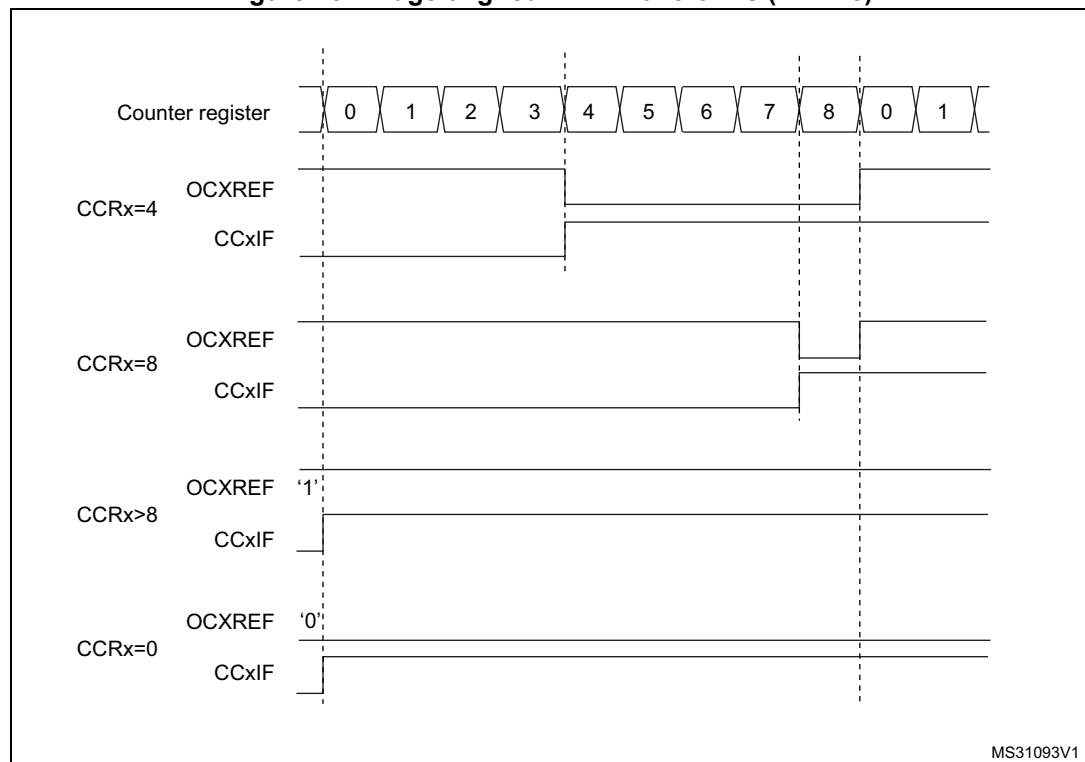 Counter register 0 1 2 3 4 5 6 7 8 0 1
OCXREF
CCRx=4
CCxIF
OCXREF
CCRx=8
CCxIF
OCXREF '1'
CCRx>8
CCxIF
OCXREF '0'
CCRx=0
CCxIF
MS31093V1